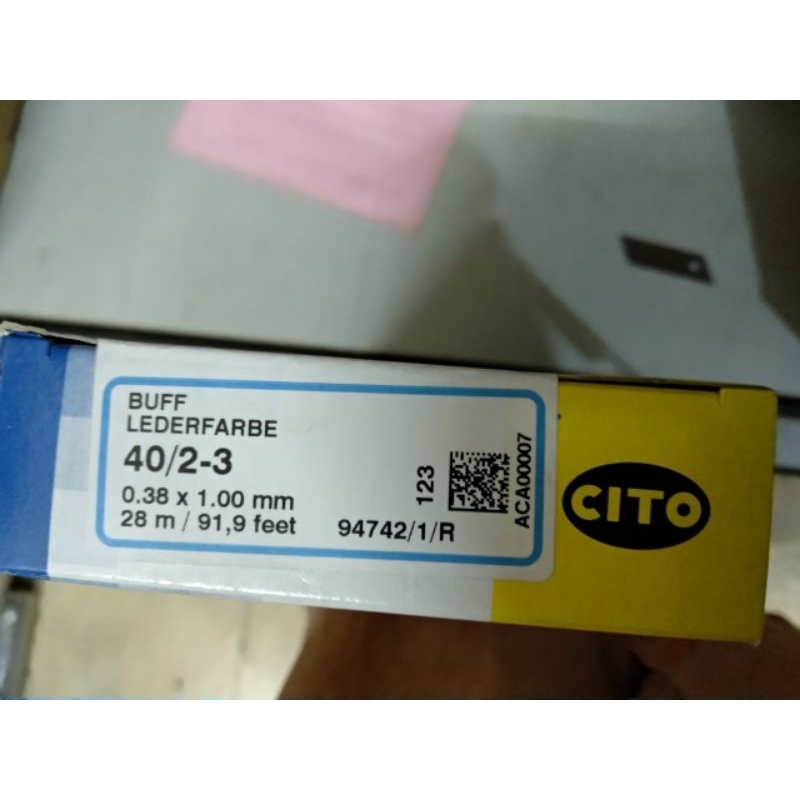 BUFF
LEDERFARBE
40/2-3
0.38 x 1.00 mm
28 m / 91,9 feet
94742/1/R
123
ACA00007
CITO